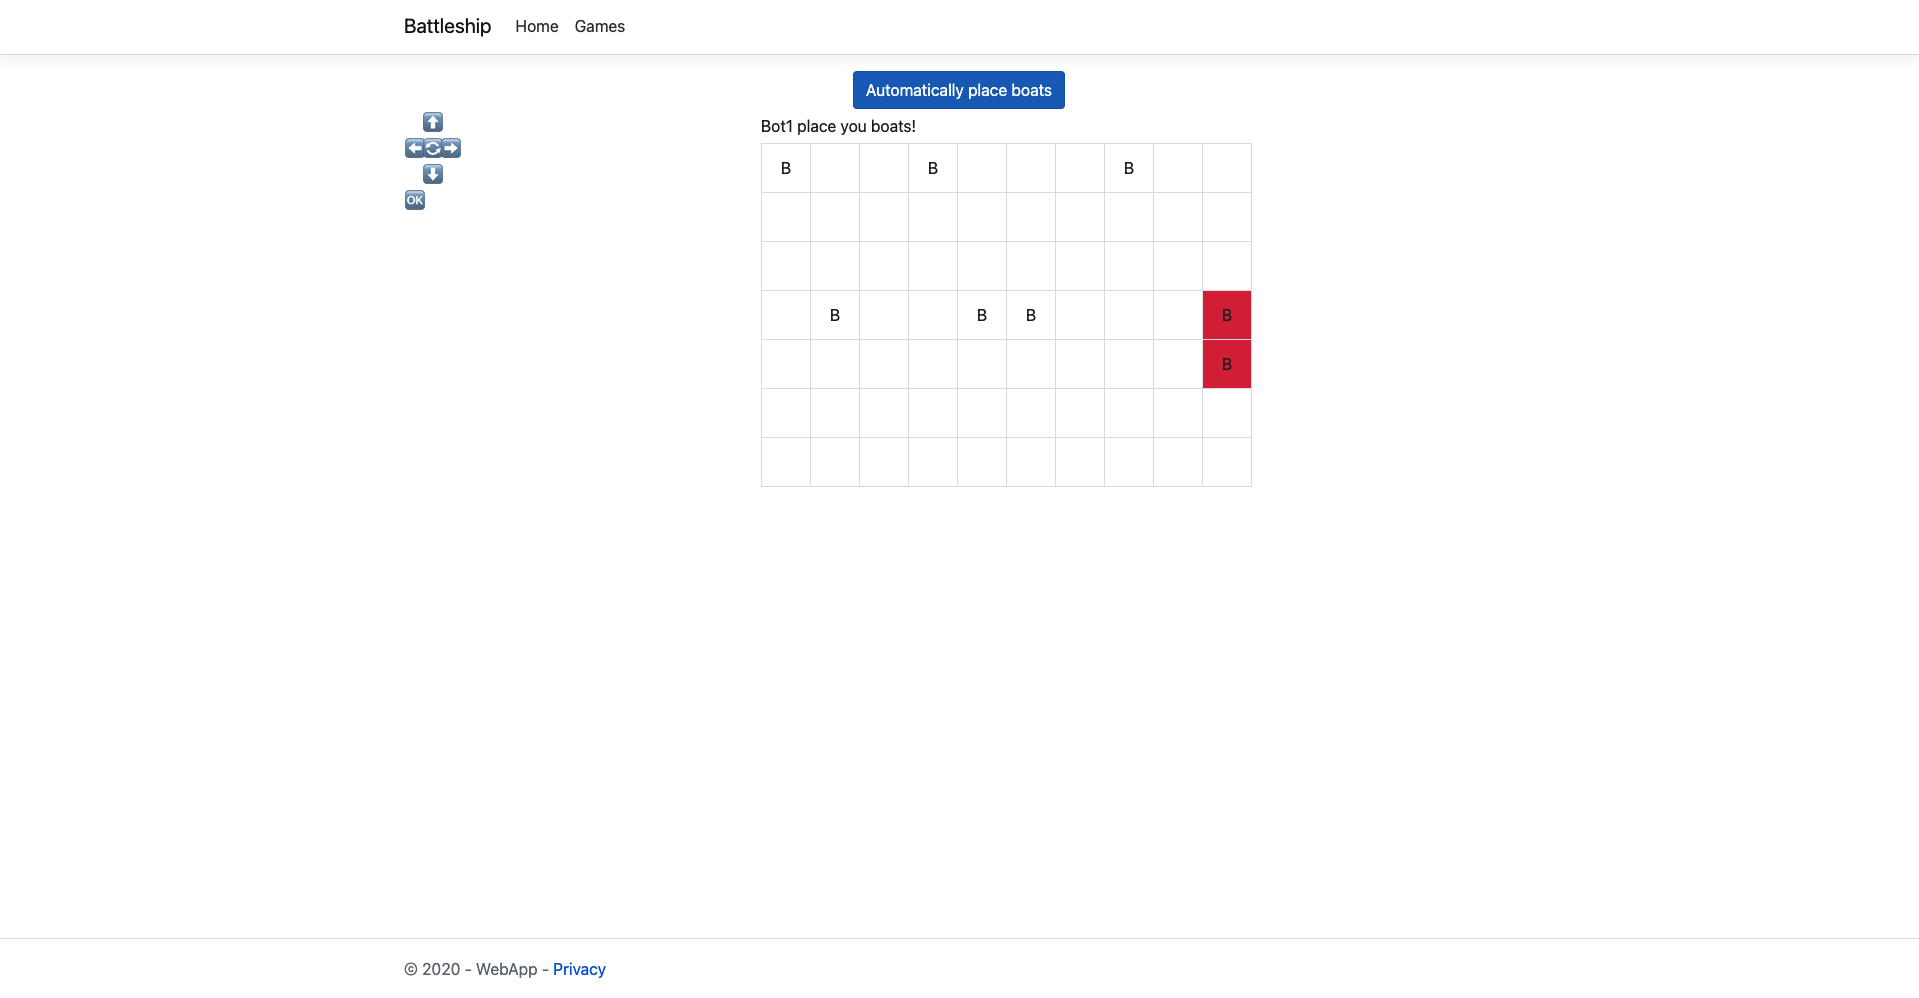 Battleship Home Games
Automatically place boats
Bot1 place you boats!
OK
B B B
B B B B
B
© 2020 - WebApp - Privacy